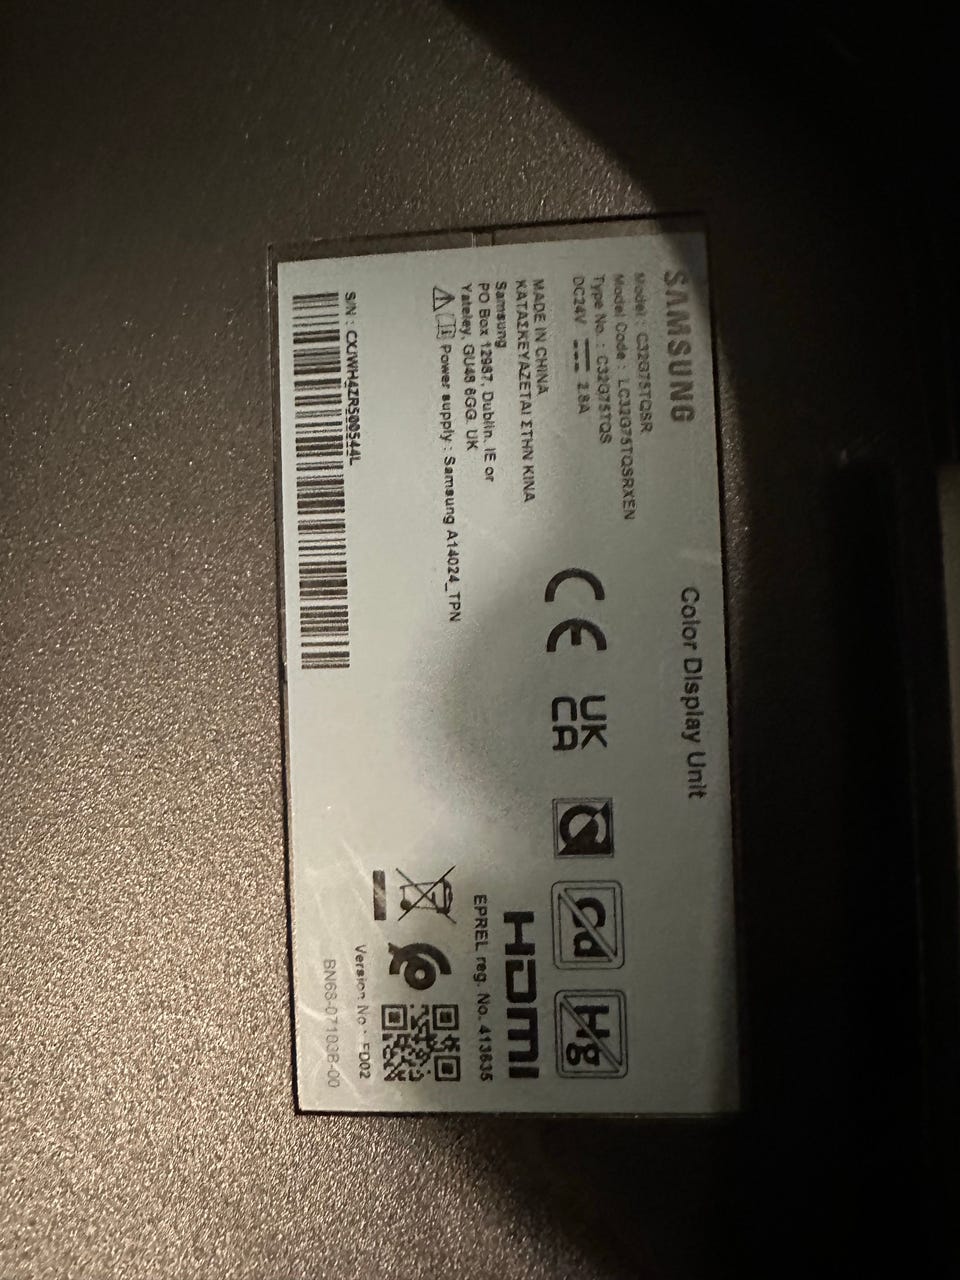 SAMSUNG
Color Display Unit
Model : C32G75TQSR
Model Code : LC32G75TQSRXEN
Type No. : C32G75TQS
DC24V 2.8A
MADE IN CHINA
ΚΑΤΑΣΚΕΥΑΖΕΤΑΙ ΣΤΗΝ ΚΙΝΑ
Samsung
PO Box 12987, Dublin. IE or
Yateley, GU46 6GG. UK
Power supply : Samsung A14024_TPN
S/N : CXJWH4ZR500544L
CE
UK
CA
Cd
Hg
HDMI
EPREL reg. No. 413635
Version No : FD02
BN68-07103B-00